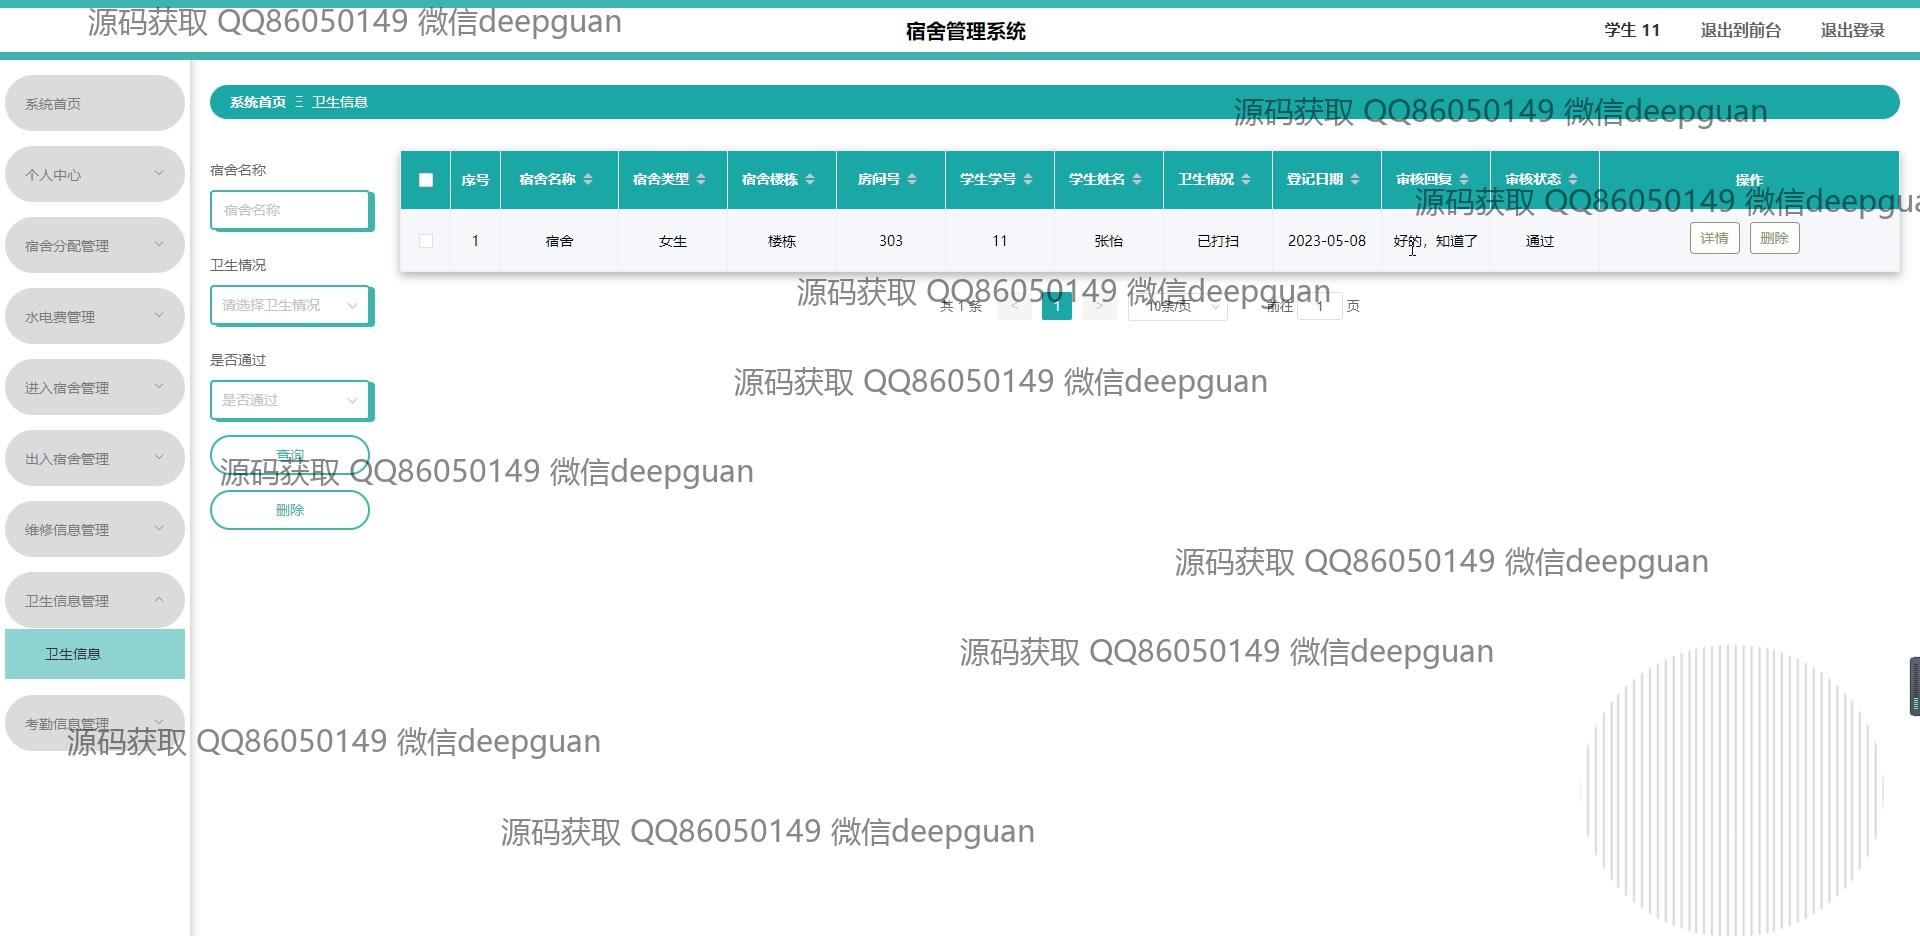 源码获取 QQ86050149 微信deepguan
宿舍管理系统
学生 11
退出到前台
退出登录
系统首页
个人中心
宿舍分配管理
水电费管理
进入宿舍管理
出入宿舍管理
维修信息管理
卫生信息管理
卫生信息
考勤信息管理
系统首页 Ξ 卫生信息
源码获取 QQ86050149 微信deepguan
宿舍名称
宿舍名称
卫生情况
请选择卫生情况
是否通过
是否通过
查询
删除
序号 宿舍名称 宿舍类型 宿舍楼栋 房间号 学生学号 学生姓名 卫生情况 登记日期 审核回复 审核状态 操作
源码获取 QQ86050149 微信deepgua
1 宿舍 女生 楼栋 303 11 张怡 已打扫 2023-05-08 好的，知道了 通过 详情 删除
源码获取 QQ86050149 微信deepguan
共 1 条 < 1 > 10条/页 前往 1 页
源码获取 QQ86050149 微信deepguan
源码获取 QQ86050149 微信deepguan
源码获取 QQ86050149 微信deepguan
源码获取 QQ86050149 微信deepguan
源码获取 QQ86050149 微信deepguan
源码获取 QQ86050149 微信deepguan